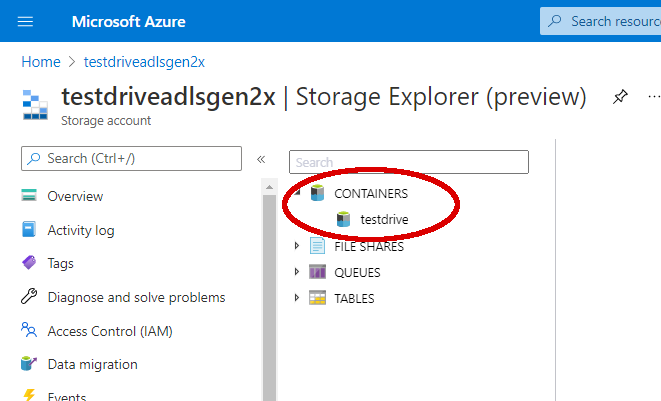 Microsoft Azure
Search resourc
Home > testdriveadlsgen2x
testdriveadlsgen2x | Storage Explorer (preview)
Storage account
Search (Ctrl+/)
«
Overview
Activity log
Tags
Diagnose and solve problems
Access Control (IAM)
Data migration
Events
Search
CONTAINERS
testdrive
FILE SHARES
QUEUES
TABLES